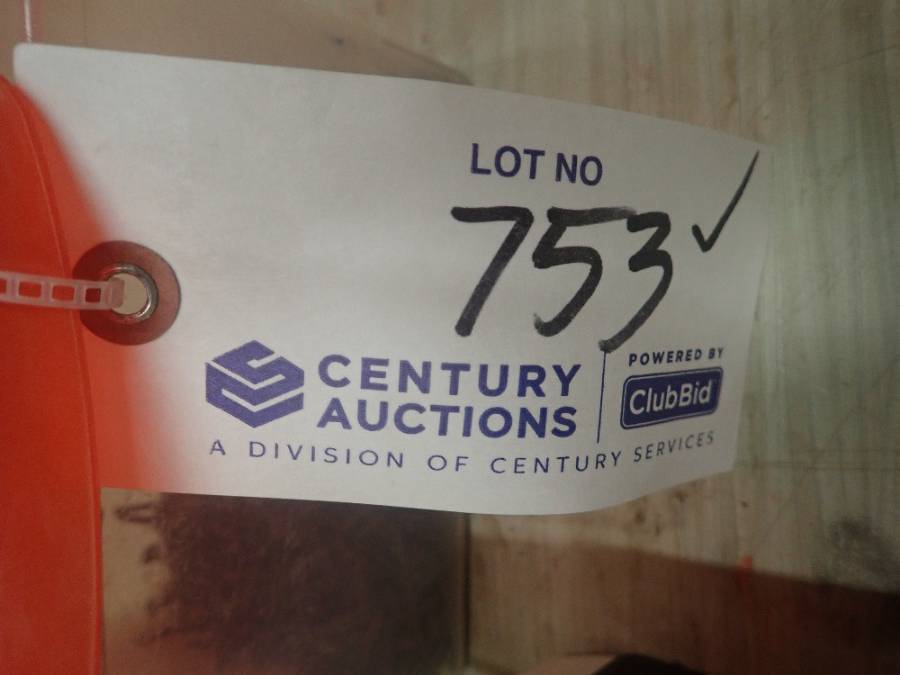 LOT NO
753 ✓
CENTURY
AUCTIONS
A DIVISION OF CENTURY SERVICES
POWERED BY
ClubBid